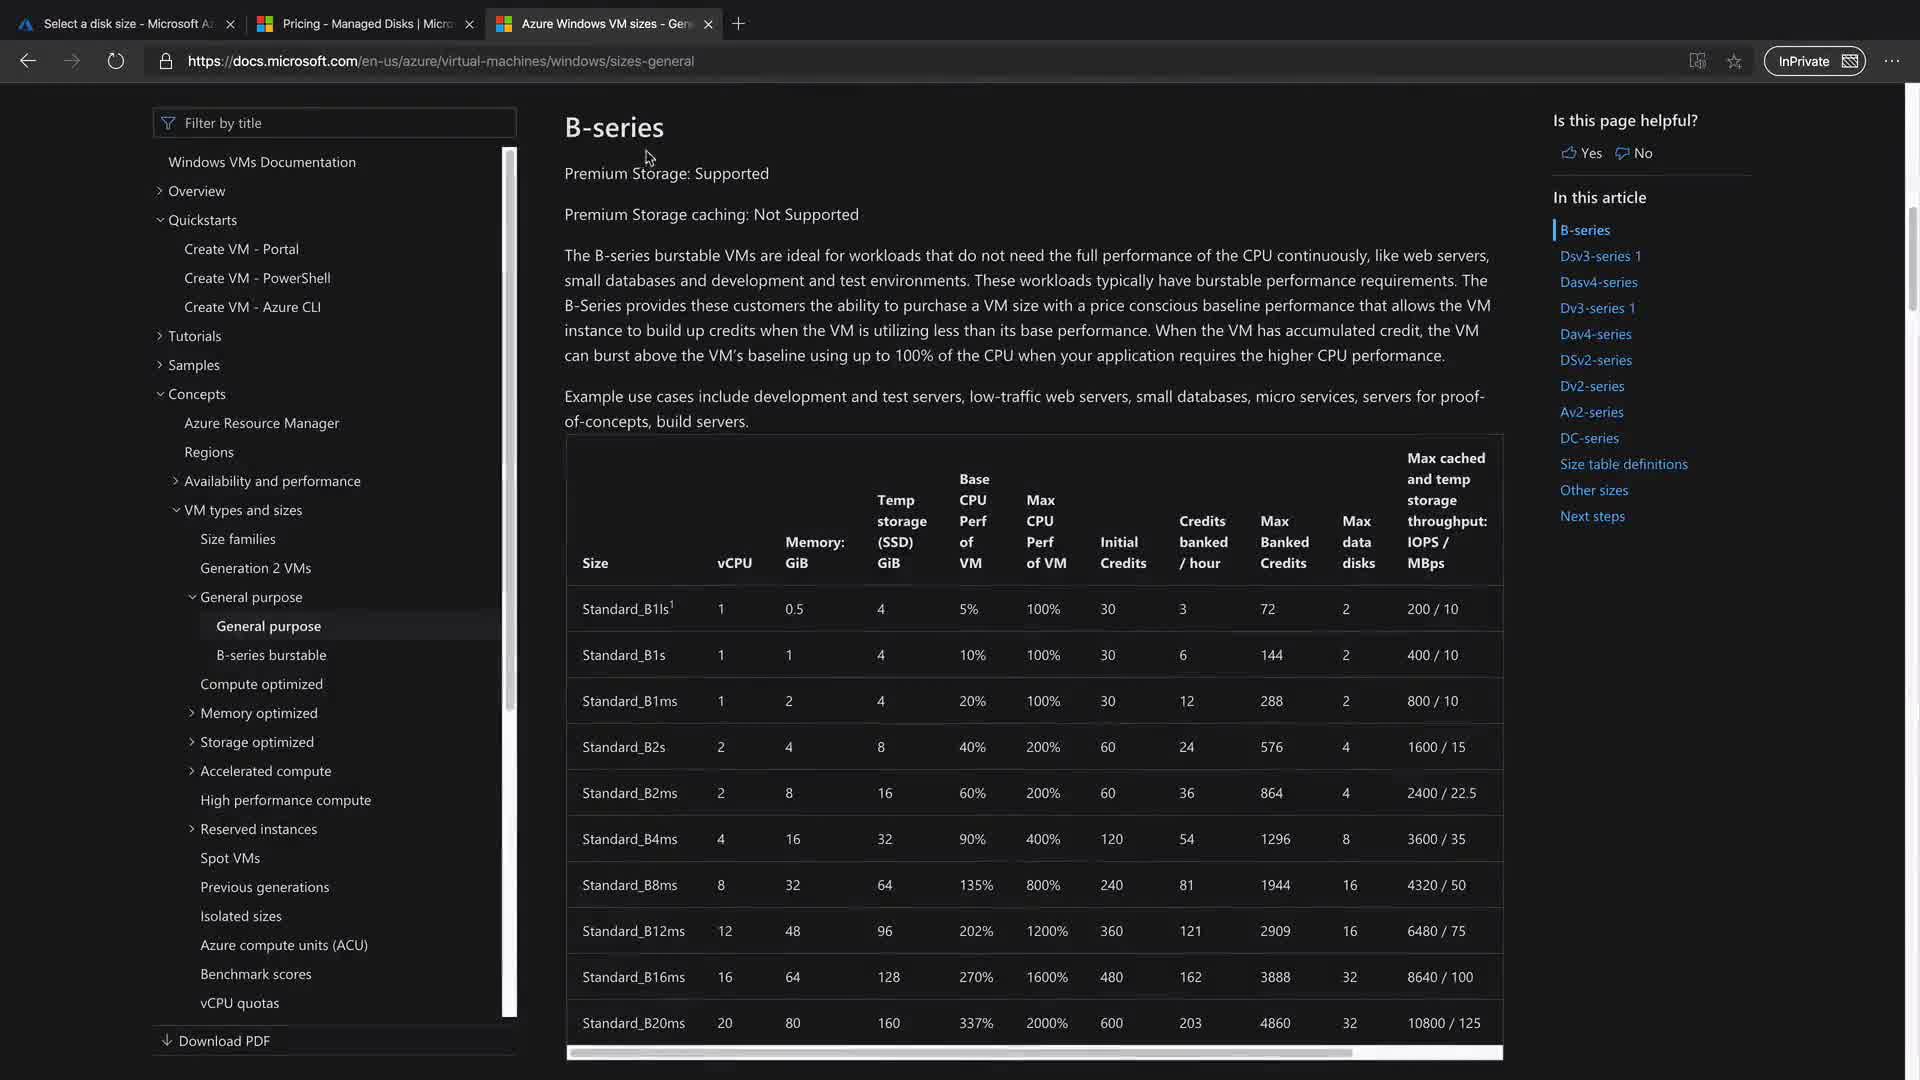 Select a disk size - Microsoft Az
Pricing - Managed Disks | Micro
Azure Windows VM sizes - Gen
https://docs.microsoft.com/en-us/azure/virtual-machines/windows/sizes-general
InPrivate
Filter by title
Windows VMs Documentation
Overview
Quickstarts
Create VM - Portal
Create VM - PowerShell
Create VM - Azure CLI
Tutorials
Samples
Concepts
Azure Resource Manager
Regions
Availability and performance
VM types and sizes
Size families
Generation 2 VMs
General purpose
General purpose
B-series burstable
Compute optimized
Memory optimized
Storage optimized
Accelerated compute
High performance compute
Reserved instances
Spot VMs
Previous generations
Isolated sizes
Azure compute units (ACU)
Benchmark scores
vCPU quotas
Download PDF
B-series
Premium Storage: Supported
Premium Storage caching: Not Supported
The B-series burstable VMs are ideal for workloads that do not need the full performance of the CPU continuously, like web servers,
small databases and development and test environments. These workloads typically have burstable performance requirements. The
B-Series provides these customers the ability to purchase a VM size with a price conscious baseline performance that allows the VM
instance to build up credits when the VM is utilizing less than its base performance. When the VM has accumulated credit, the VM
can burst above the VM's baseline using up to 100% of the CPU when your application requires the higher CPU performance.
Example use cases include development and test servers, low-traffic web servers, small databases, micro services, servers for proof-
of-concepts, build servers.
Size vCPU Memory: GiB Temp storage (SSD) GiB Base CPU Perf of VM Max CPU Perf of VM Initial Credits Credits banked / hour Max Banked Credits Max data disks Max cached and temp storage throughput: IOPS / MBps
Standard_B1ls1 1 0.5 4 5% 100% 30 3 72 2 200 / 10
Standard_B1s 1 1 4 10% 100% 30 6 144 2 400 / 10
Standard_B1ms 1 2 4 20% 100% 30 12 288 2 800 / 10
Standard_B2s 2 4 8 40% 200% 60 24 576 4 1600 / 15
Standard_B2ms 2 8 16 60% 200% 60 36 864 4 2400 / 22.5
Standard_B4ms 4 16 32 90% 400% 120 54 1296 8 3600 / 35
Standard_B8ms 8 32 64 135% 800% 240 81 1944 16 4320 / 50
Standard_B12ms 12 48 96 202% 1200% 360 121 2909 16 6480 / 75
Standard_B16ms 16 64 128 270% 1600% 480 162 3888 32 8640 / 100
Standard_B20ms 20 80 160 337% 2000% 600 203 4860 32 10800 / 125
Is this page helpful?
Yes No
In this article
B-series
Dsv3-series 1
Dasv4-series
Dv3-series 1
Dav4-series
DSv2-series
Dv2-series
Av2-series
DC-series
Size table definitions
Other sizes
Next steps